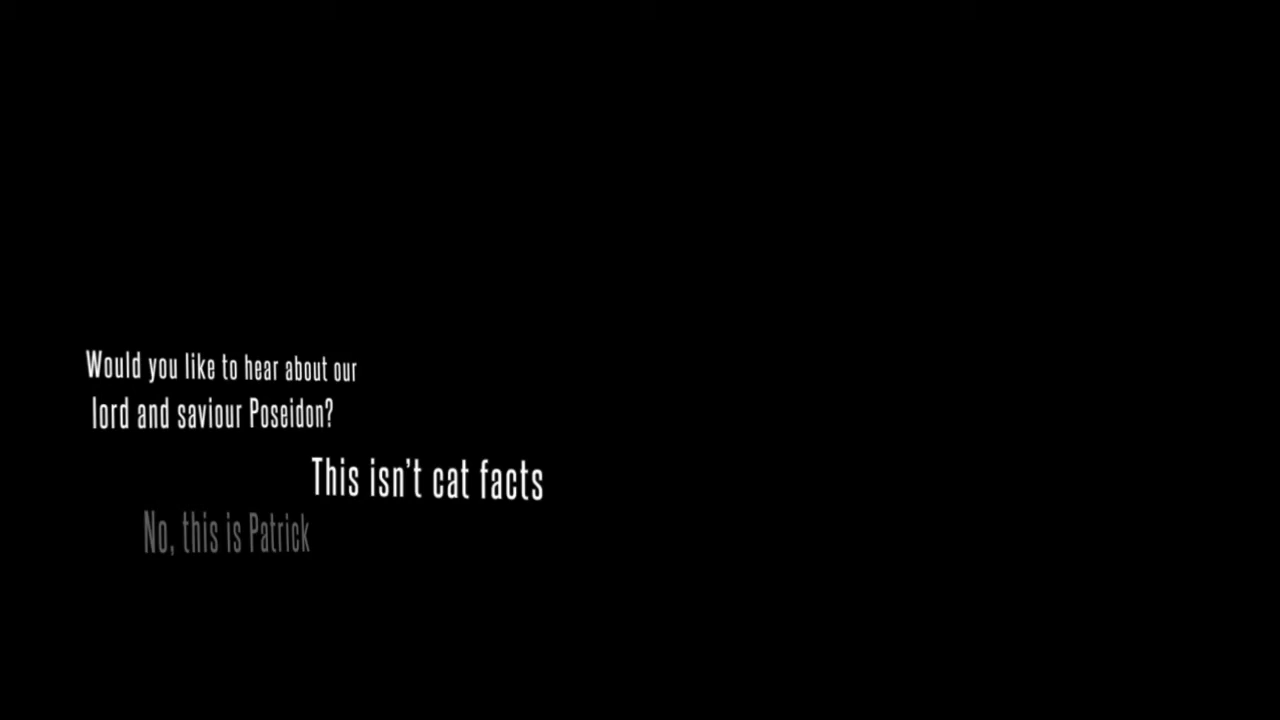 Would you like to hear about our
lord and saviour Poseidon?
This isn't cat facts
No, this is Patrick